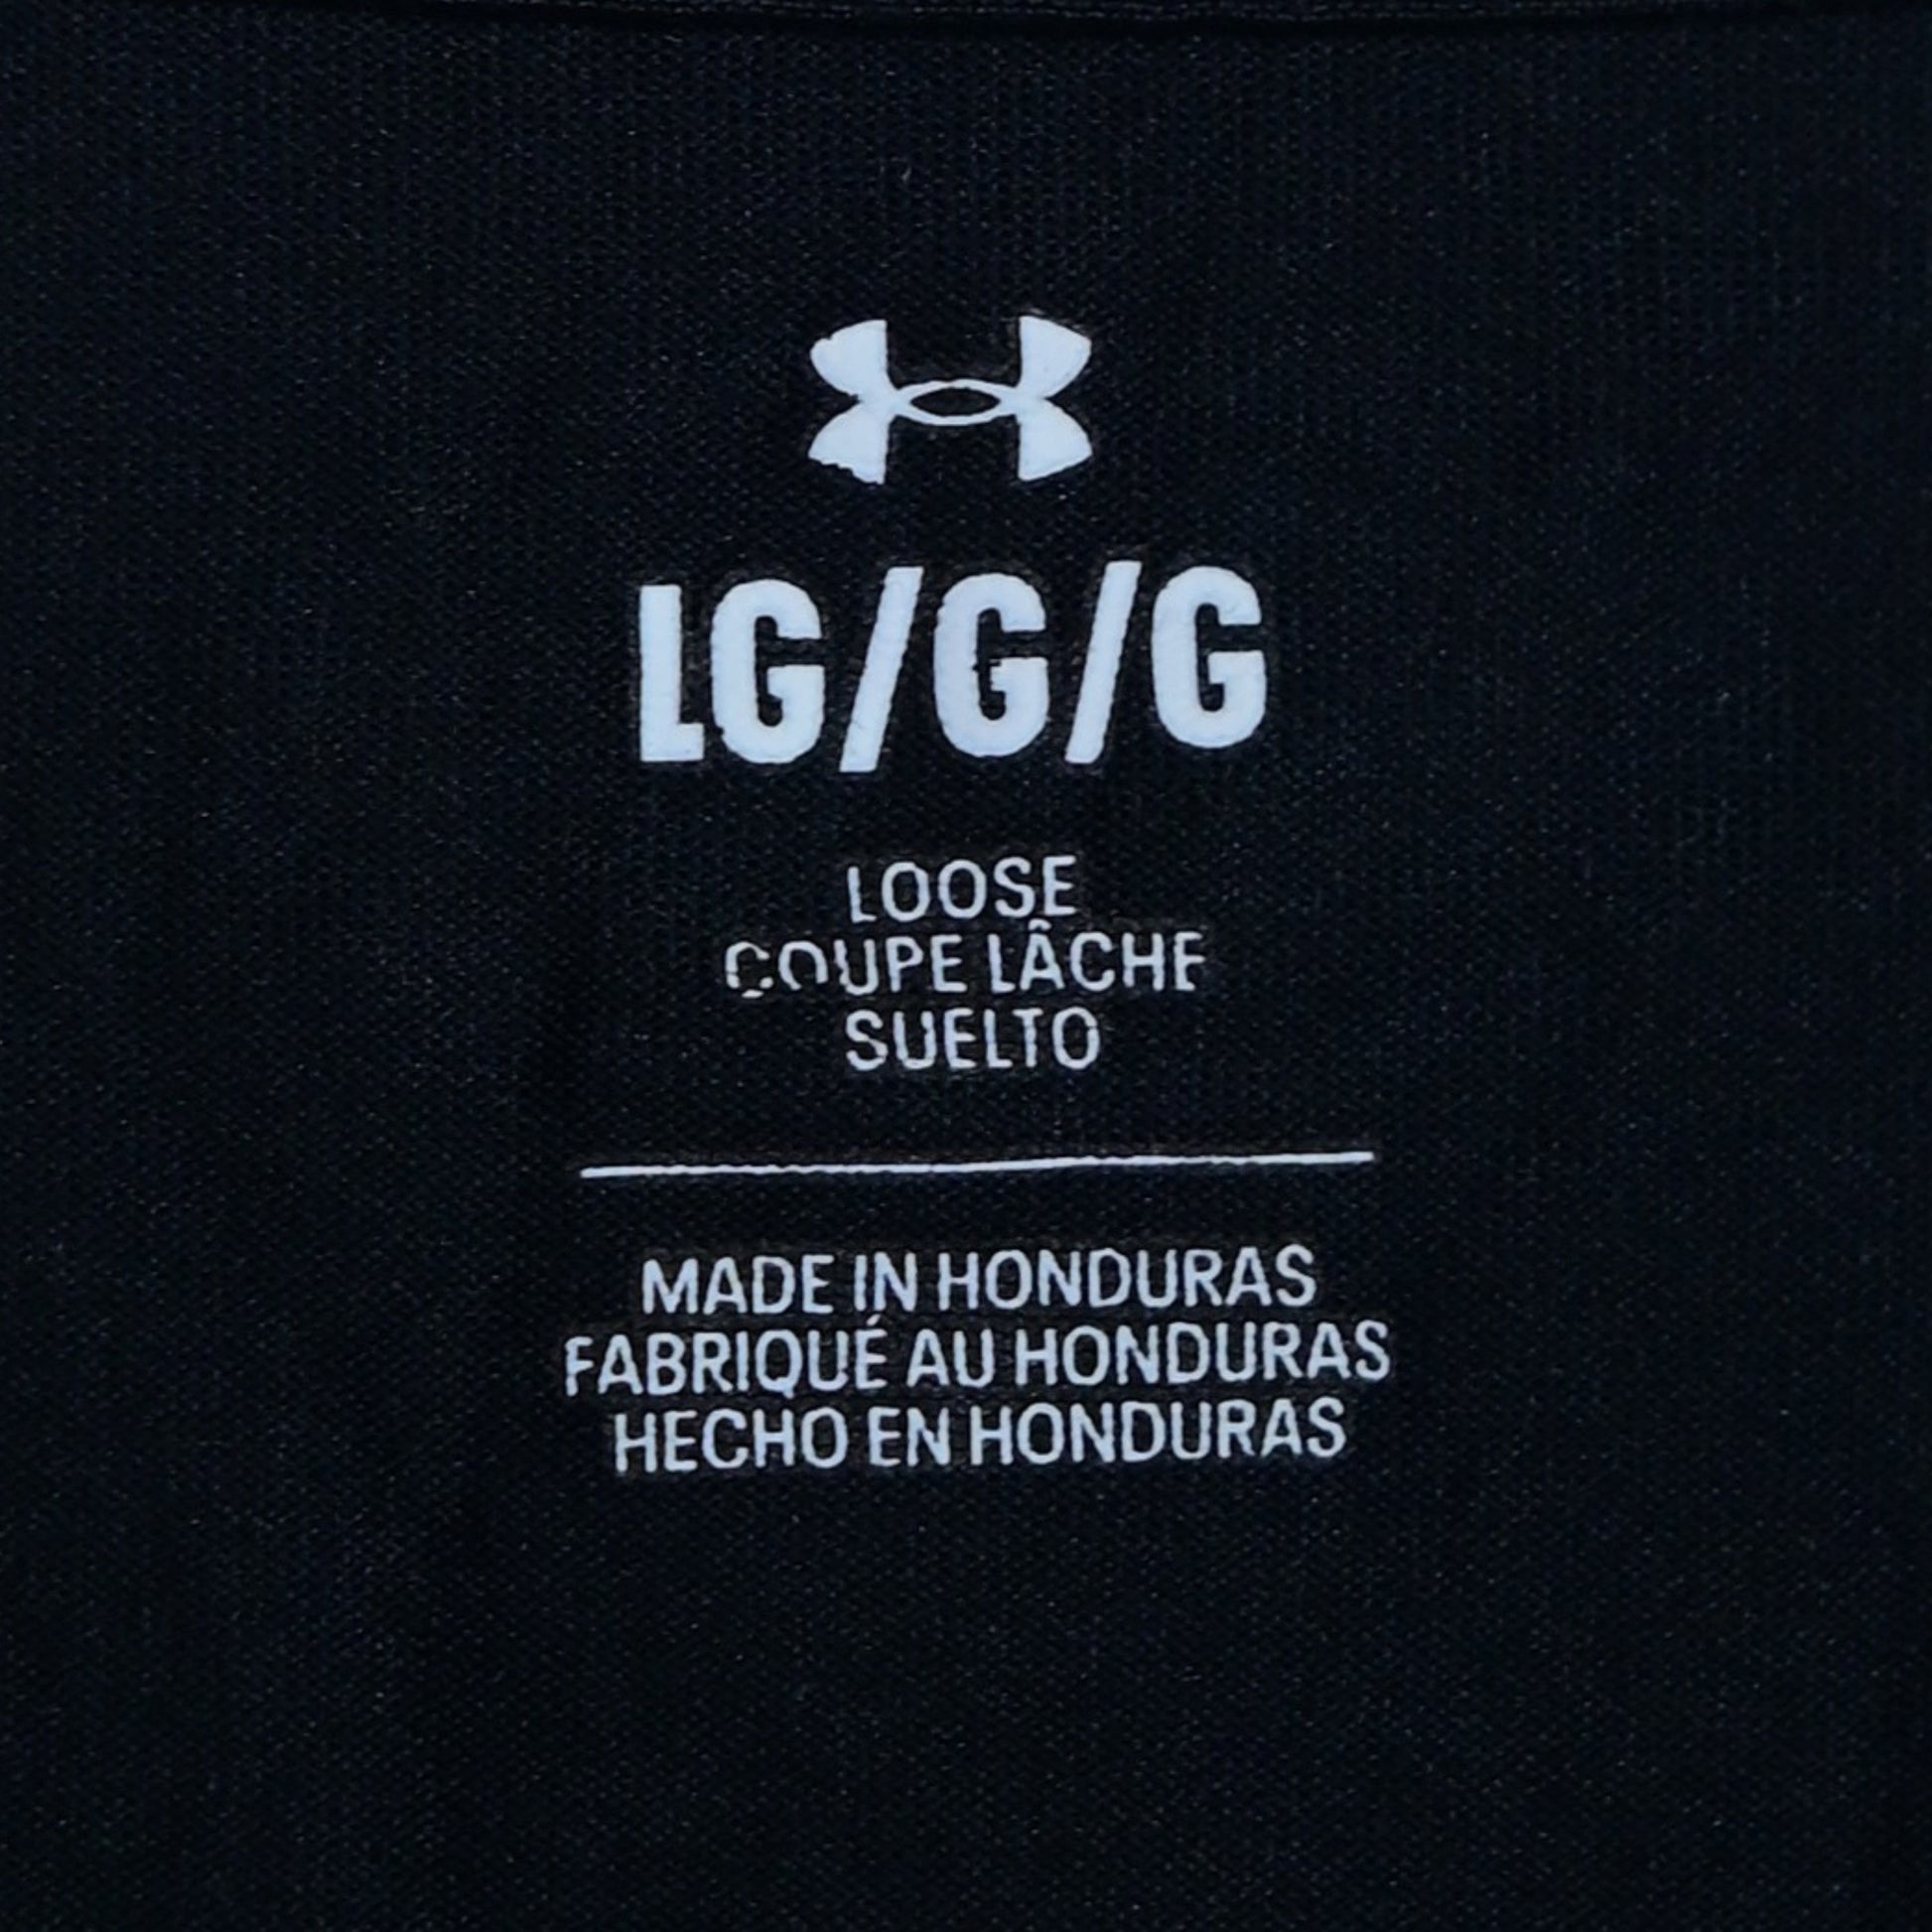 LG/G/G
LOOSE
COUPE LÂCHE
SUELTO
MADE IN HONDURAS
FABRIQUÉ AU HONDURAS
HECHO EN HONDURAS